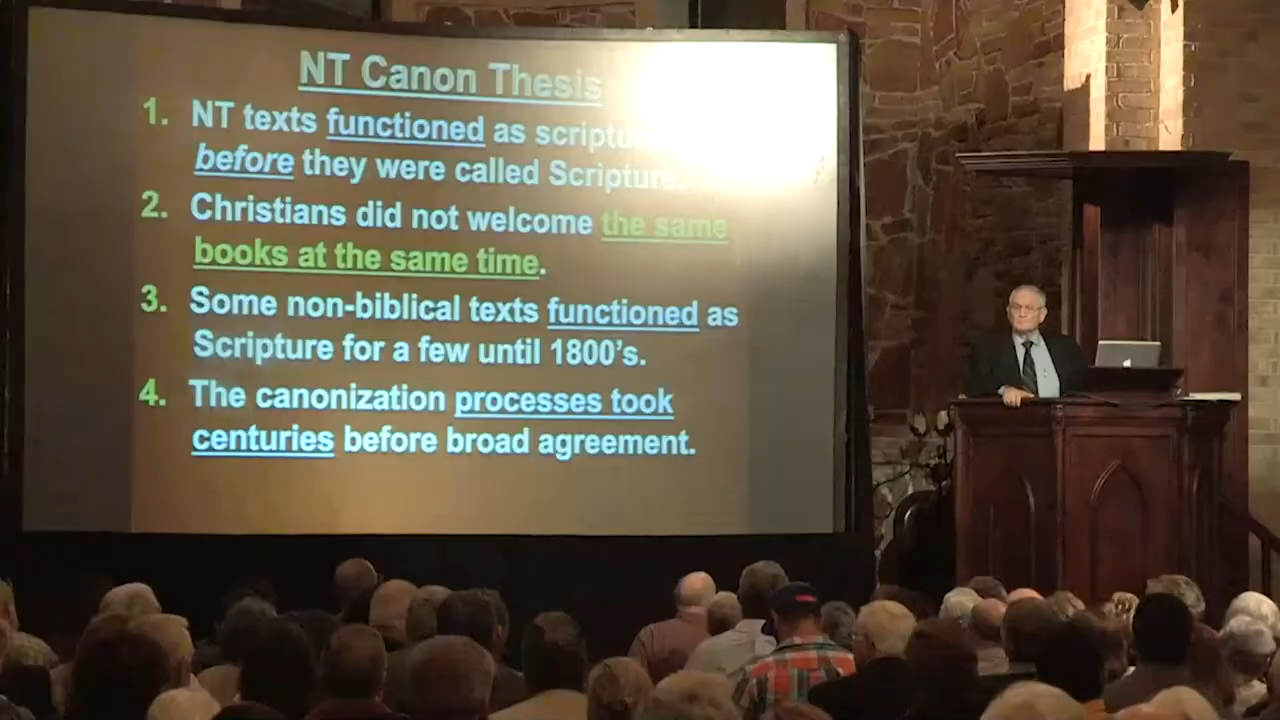 NT Canon Thesis
1. NT texts functioned as
before they were called Scripture.
2. Christians did not welcome the same
books at the same time.
3. Some non-biblical texts functioned as
Scripture for a few until 1800's.
4. The canonization processes took
centuries before broad agreement.